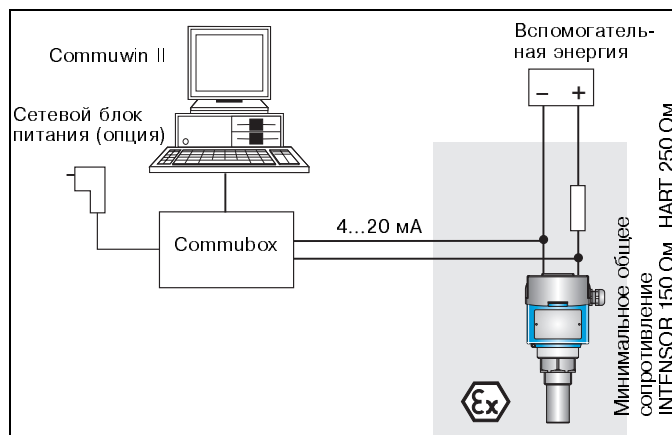 Commuwin II
Вспомогатель-
ная энергия
− +
Сетевой блок
питания (опция)
Commubox
4...20 мА
Минимальное общее
сопротивление
INTENSOR 150 Ом HART 250 Ом
Ex